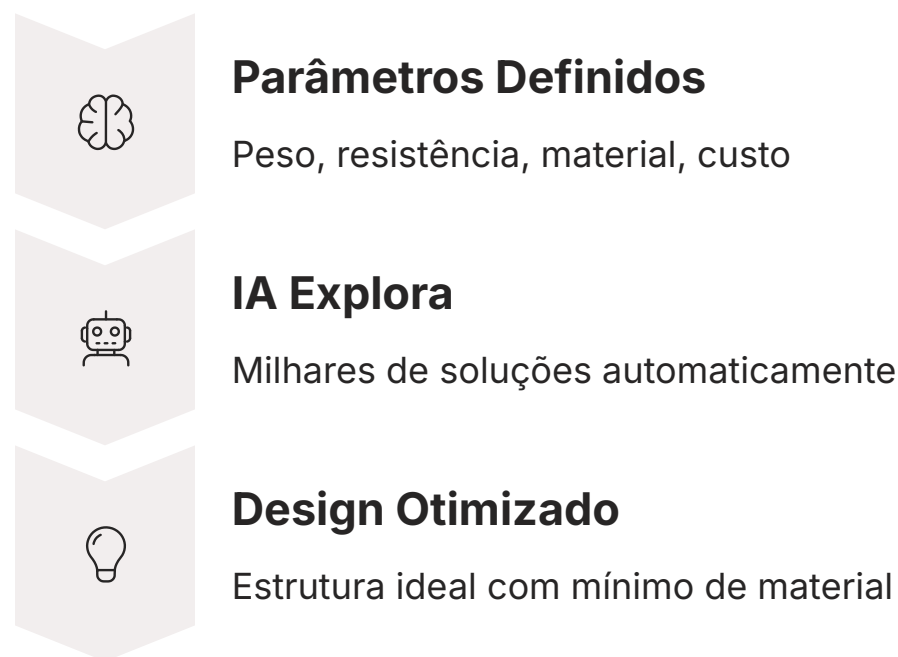 Parâmetros Definidos
Peso, resistência, material, custo
IA Explora
Milhares de soluções automaticamente
Design Otimizado
Estrutura ideal com mínimo de material